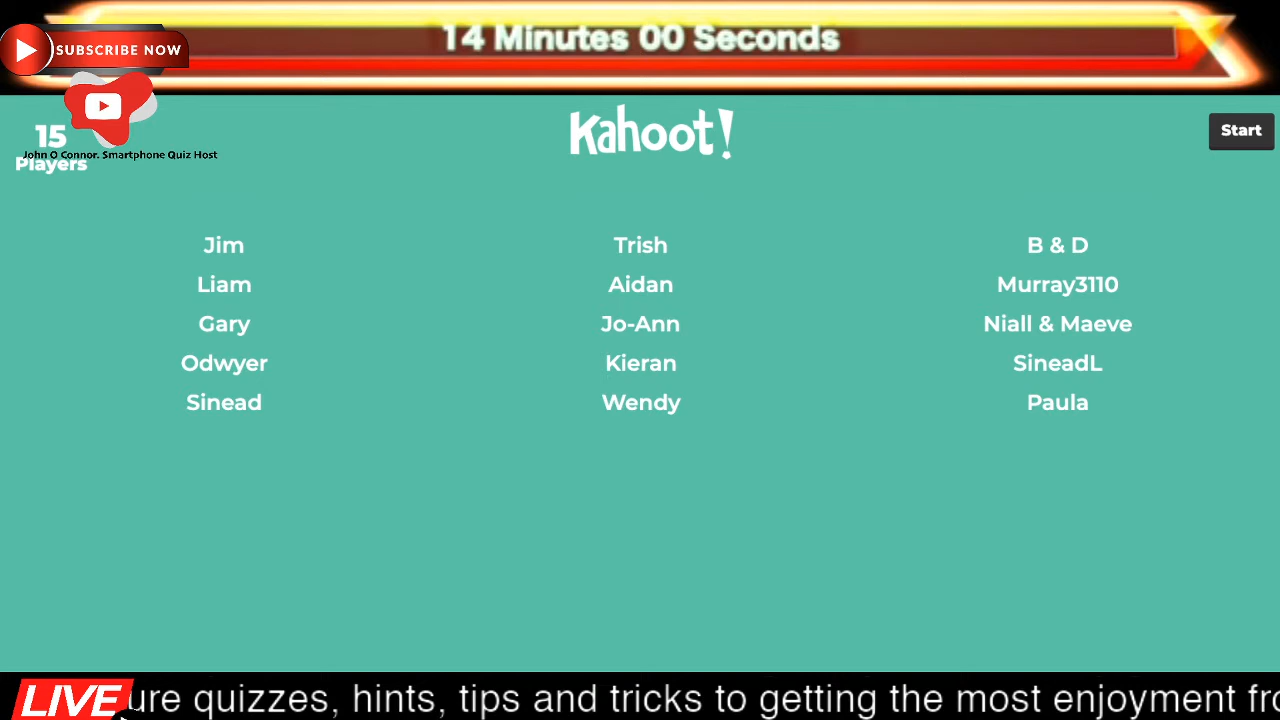 14 Minutes 00 Seconds
SUBSCRIBE NOW
Kahoot!
Start
15
John O Connor. Smartphone Quiz Host
Players
Jim
Trish
B & D
Liam
Aidan
Murray3110
Gary
Jo-Ann
Niall & Maeve
Odwyer
Kieran
SineadL
Sinead
Wendy
Paula
LIVE
ure quizzes, hints, tips and tricks to getting the most enjoyment fro